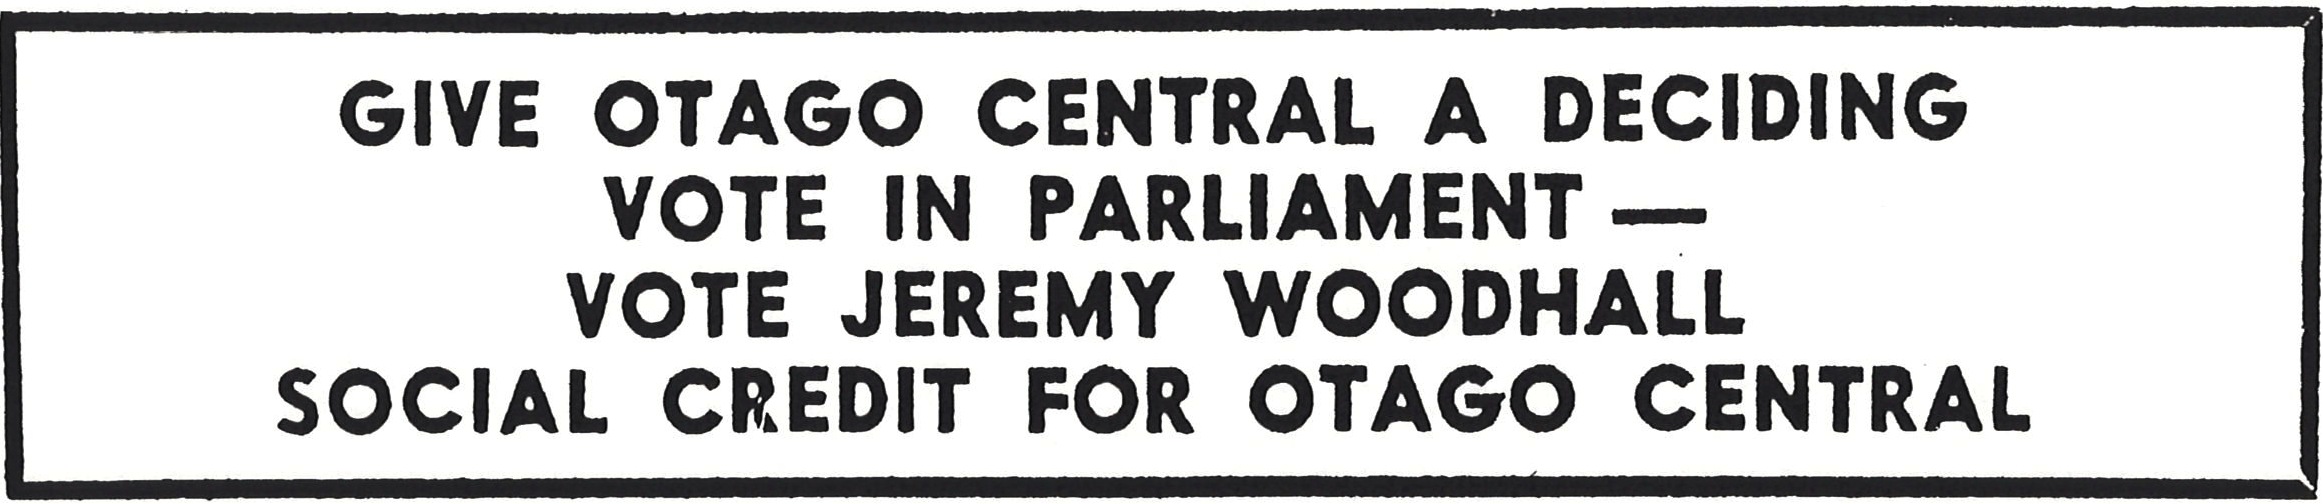 GIVE OTAGO CENTRAL A DECIDING
VOTE IN PARLIAMENT —
VOTE JEREMY WOODHALL
SOCIAL CREDIT FOR OTAGO CENTRAL